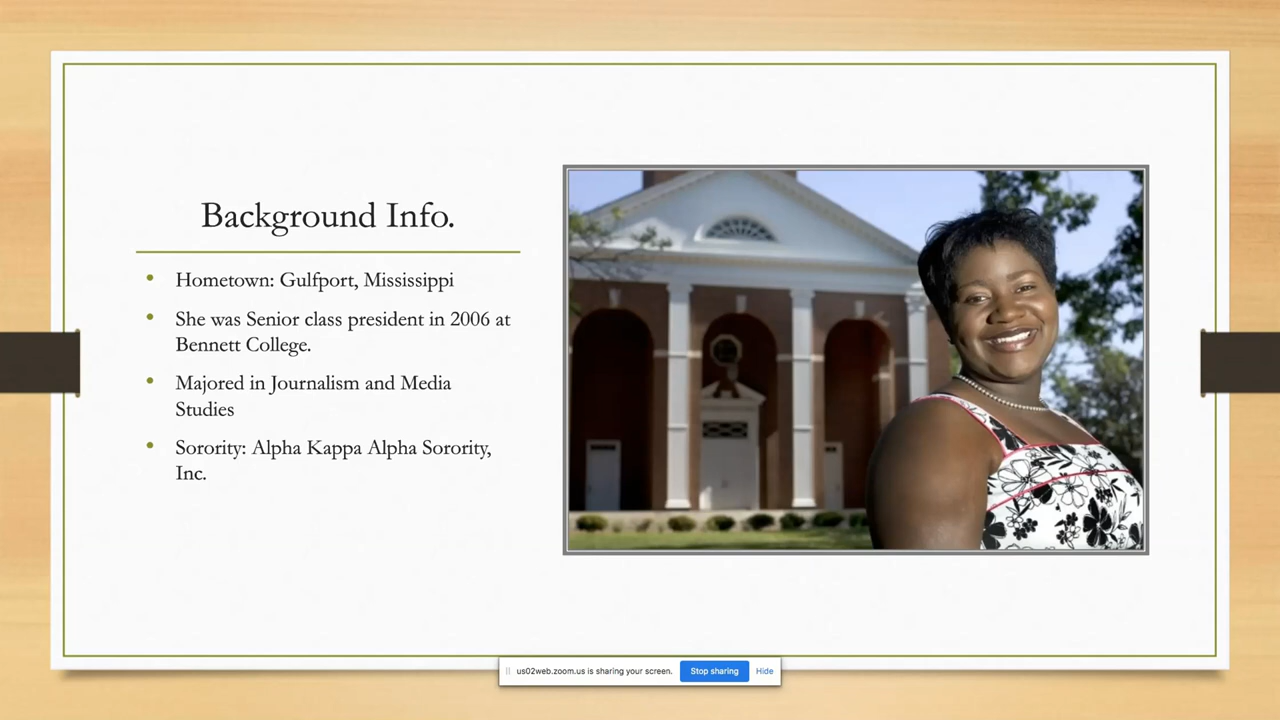 Background Info.
• Hometown: Gulfport, Mississippi
• She was Senior class president in 2006 at
Bennett College.
• Majored in Journalism and Media
Studies
• Sorority: Alpha Kappa Alpha Sorority,
Inc.
us02web.zoom.us is sharing your screen. Stop sharing Hide